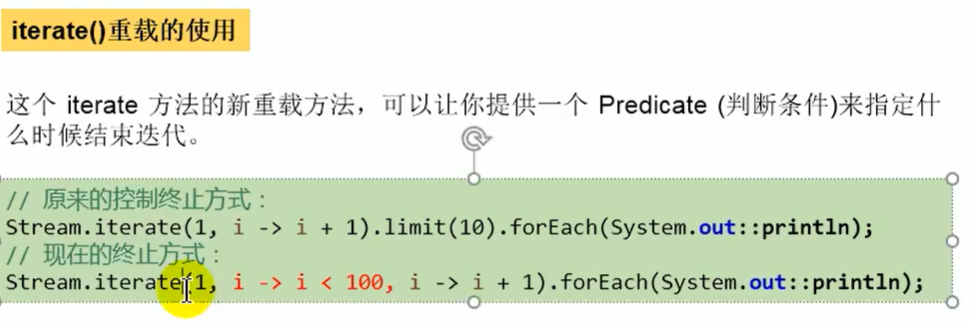 iterate()重载的使用
这个 iterate 方法的新重载方法，可以让你提供一个 Predicate (判断条件)来指定什
么时候结束迭代。
// 原来的控制终止方式：
Stream.iterate(1, i -> i + 1).limit(10).forEach(System.out::println);
// 现在的终止方式：
Stream.iterate(1, i -> i < 100, i -> i + 1).forEach(System.out::println);